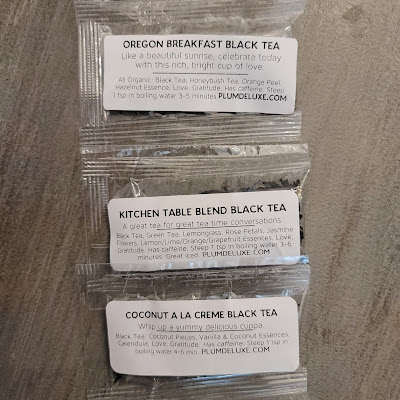 OREGON BREAKFAST BLACK TEA
Like a beautiful sunrise, celebrate today
with this rich, bright cup of love.
All Organic: Black Tea, Honeybush Tea, Orange Peel,
Hazelnut Essence, Love, Gratitude. Has caffeine. Steep
1 tsp in boiling water 3-5 minutes PLUMDELUXE.COM
KITCHEN TABLE BLEND BLACK TEA
A great tea for great tea time conversations.
Black Tea, Green Tea, Lemongrass, Rose Petals, Jasmine
Flowers, Lemon/Lime/Orange/Grapefruit Essences, Love,
Gratitude. Has caffeine. Steep 1 tsp in boiling water 3-6
minutes. Great iced. PLUMDELUXE.COM
COCONUT A LA CREME BLACK TEA
Whip up a yummy delicious cuppa.
Black Tea, Coconut Pieces, Vanilla & Coconut Essences,
Calendula, Love, Gratitude. Has caffeine. Steep 1 tsp in
boiling water 4-6 min. PLUMDELUXE.COM